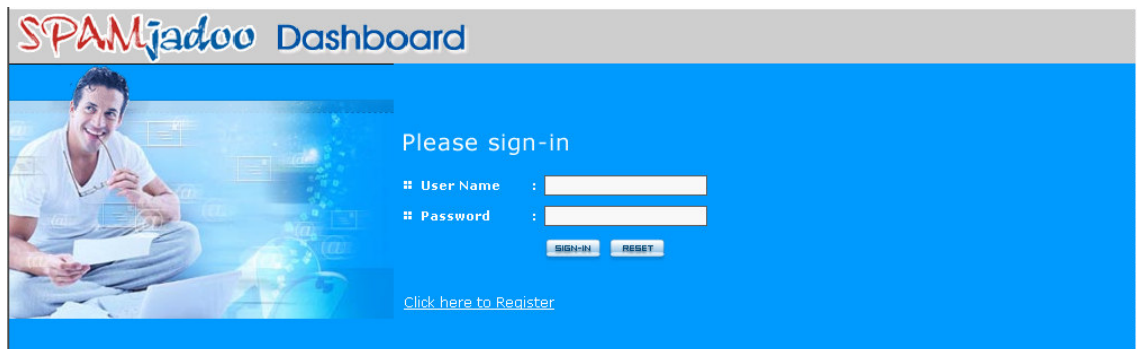 SPAMjadoo Dashboard
Please sign-in
User Name :
Password :
SIGN-IN RESET
Click here to Register